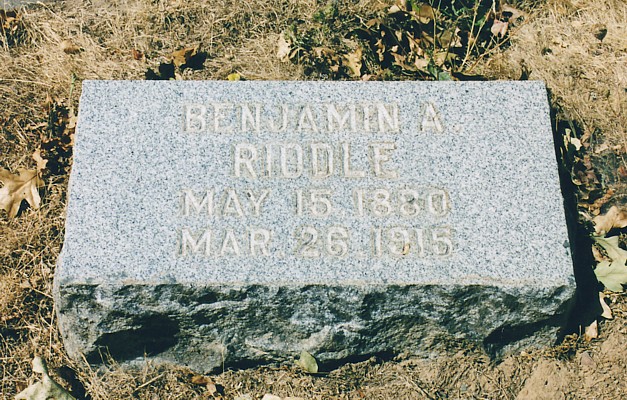 BENJAMIN A.
RIDDLE
MAY 15 1880
MAR. 26 1915